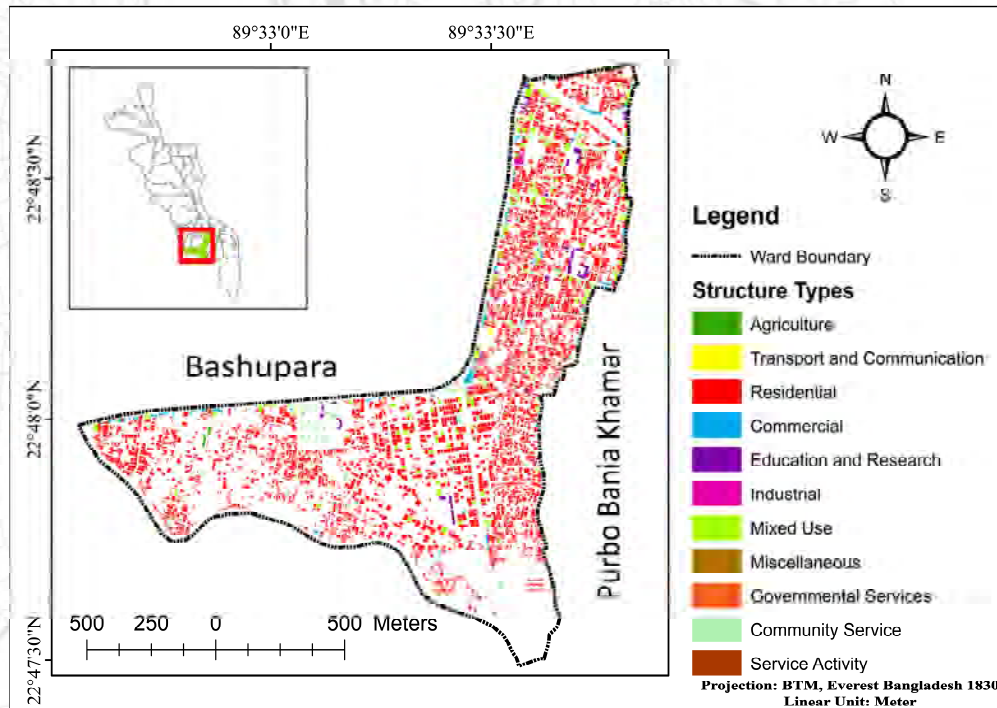 89°33'0"E 89°33'30"E
22°48'30"N
22°48'0"N
22°47'30"N
N
W E
S
Bashupara
Purbo Bania Khamar
500 250 0 500 Meters
Legend
Ward Boundary
Structure Types
Agriculture
Transport and Communication
Residential
Commercial
Education and Research
Industrial
Mixed Use
Miscellaneous
Governmental Services
Community Service
Service Activity
Projection: BTM, Everest Bangladesh 1830
Linear Unit: Meter